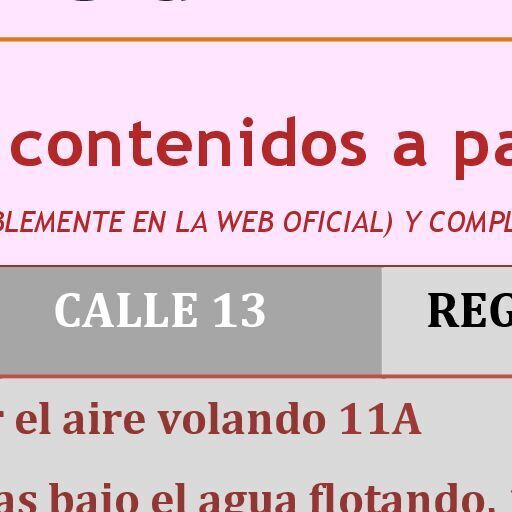 contenidos a pa
BLEMENTE EN LA WEB OFICIAL) Y COMPL
CALLE 13 REG
r el aire volando 11A
as bajo el agua flotando.